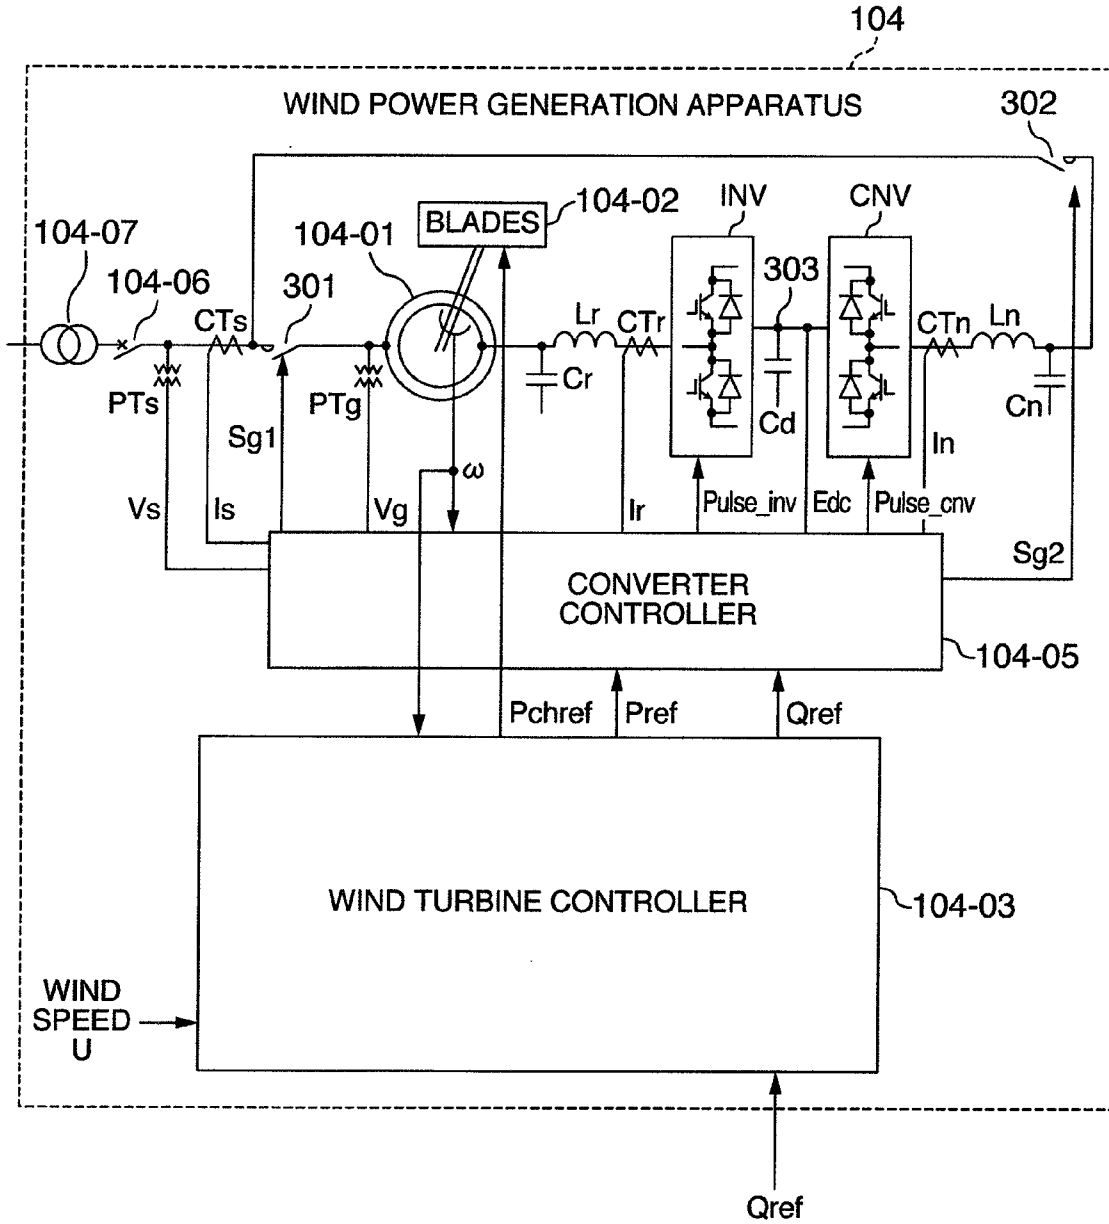 104
WIND POWER GENERATION APPARATUS
302
104-07
104-06
104-01
BLADES
104-02
INV
CNV
301
303
CTs
Lr
CTr
CTn
Ln
PTs
PTg
Cr
Cd
Cn
Sg1
In
ω
Vs
Is
Vg
Ir
Pulse_inv
Edc
Pulse_cnv
Sg2
CONVERTER
CONTROLLER
104-05
Pchref
Pref
Qref
WIND TURBINE CONTROLLER
104-03
WIND
SPEED
U
Qref